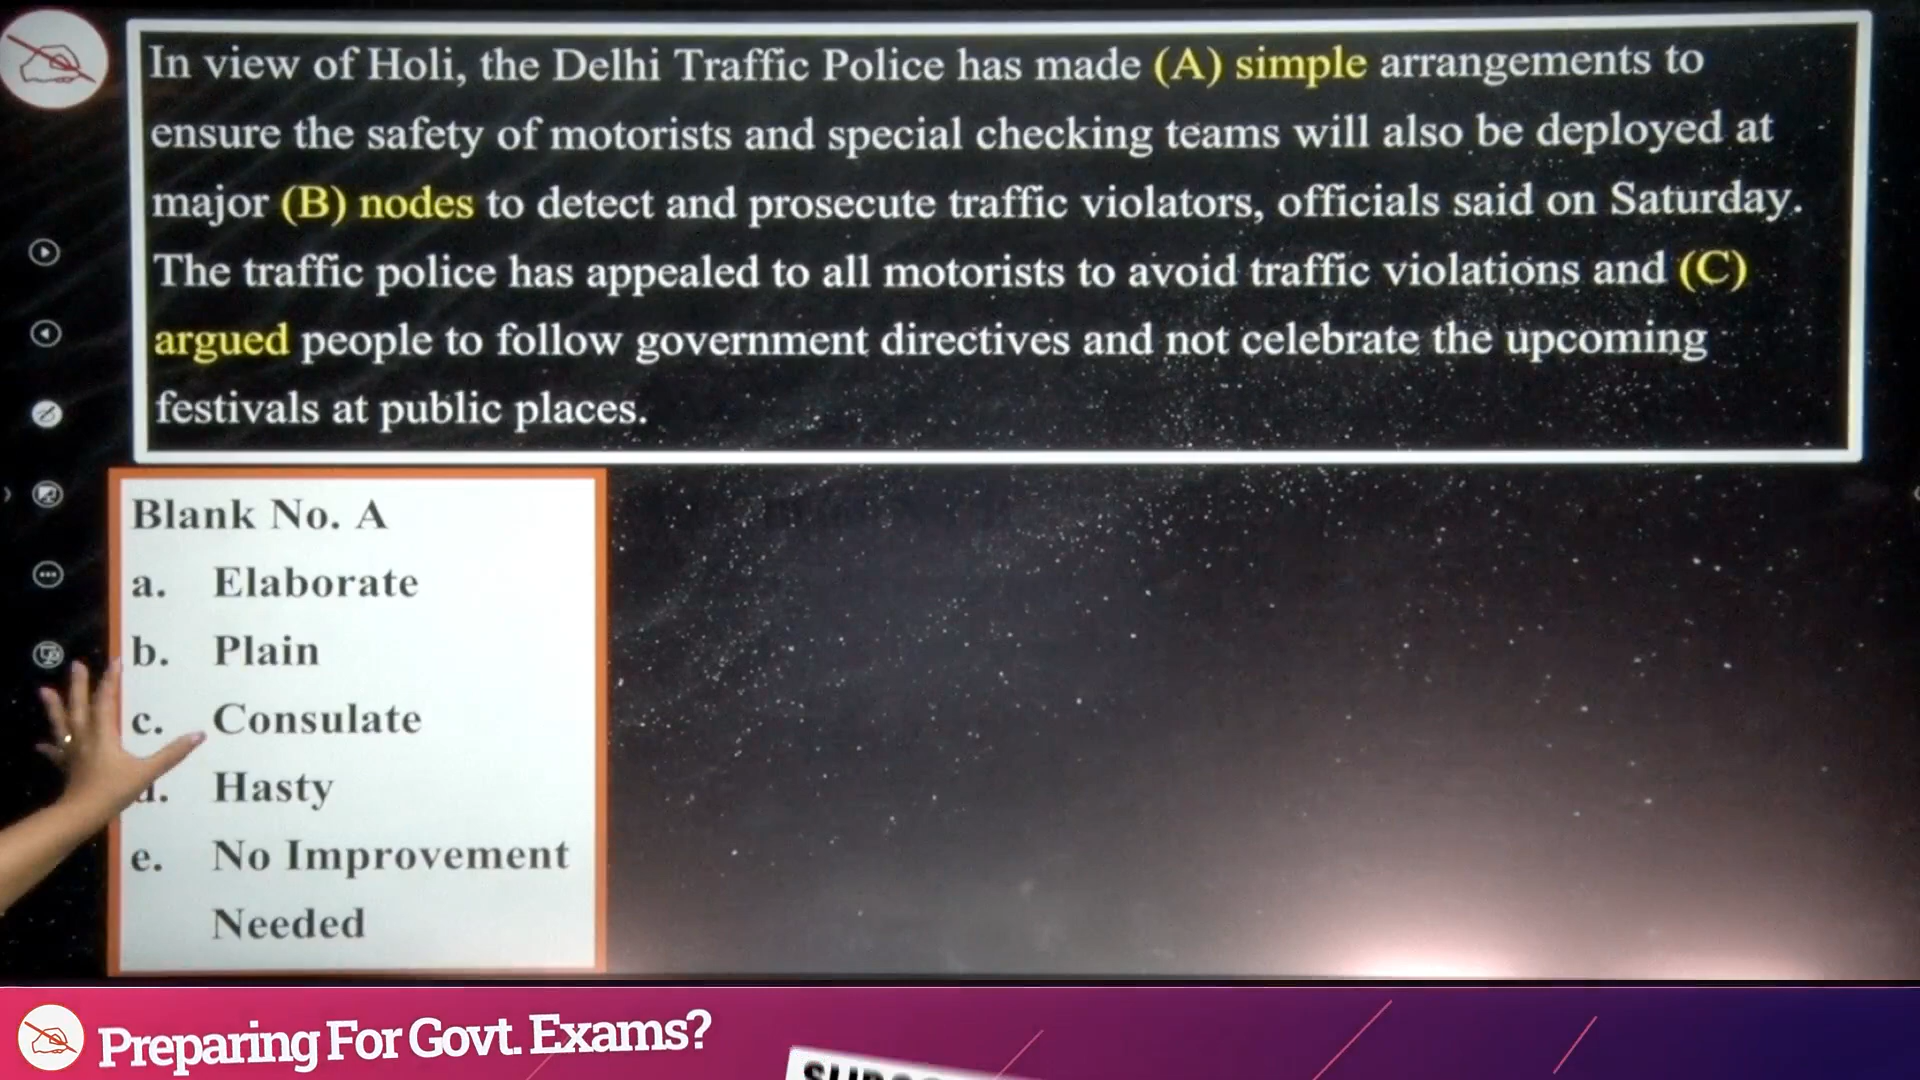 In view of Holi, the Delhi Traffic Police has made (A) simple arrangements to
ensure the safety of motorists and special checking teams will also be deployed at
major (B) nodes to detect and prosecute traffic violators, officials said on Saturday.
The traffic police has appealed to all motorists to avoid traffic violations and (C)
argued people to follow government directives and not celebrate the upcoming
festivals at public places.
Blank No. A
a. Elaborate
b. Plain
c. Consulate
d. Hasty
e. No Improvement
Needed
Preparing For Govt. Exams?